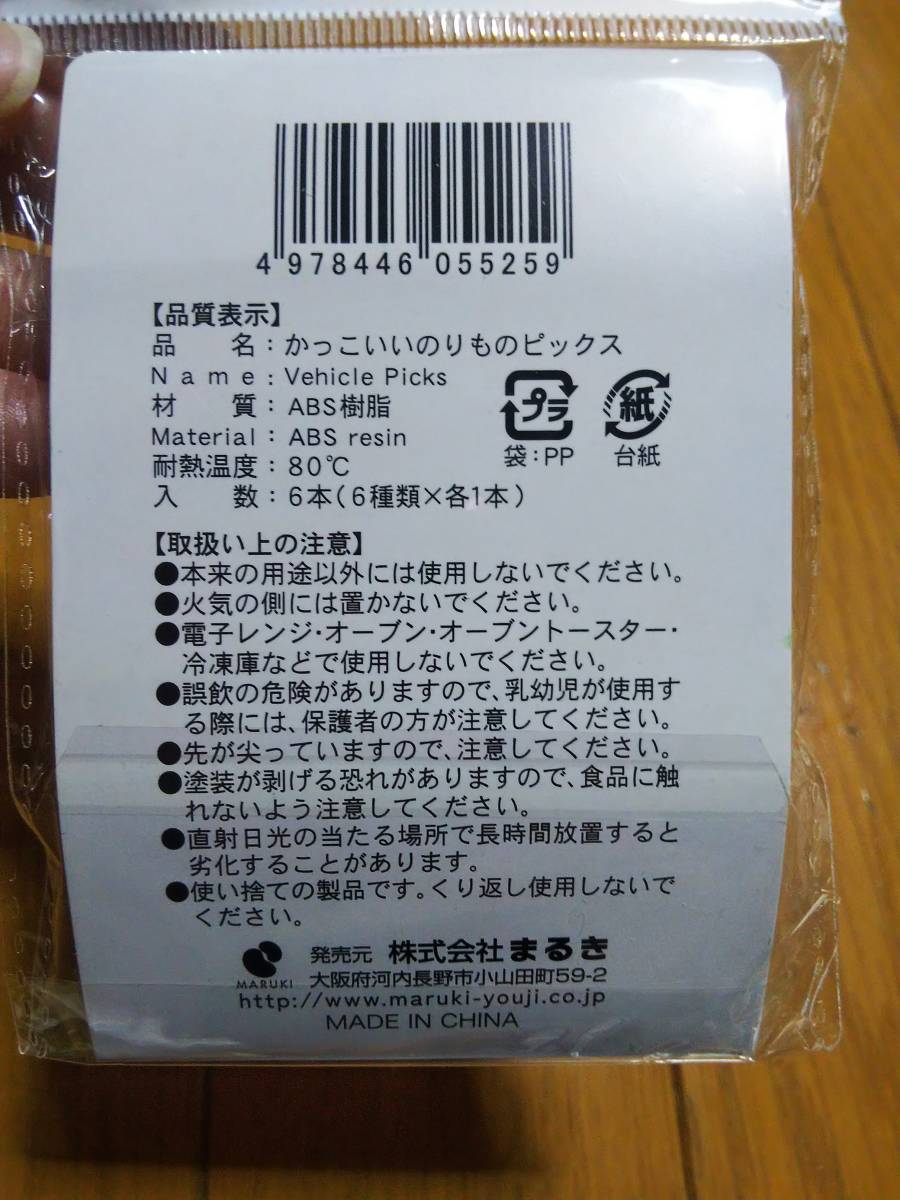 4 978446 055259
【品質表示】
品　　名：かっこいいのりものピックス
Name：Vehicle Picks
材　　質：ABS樹脂
Material：ABS resin
耐熱温度：80℃
入　　数：6本（6種類×各1本）
プラ
袋：PP
紙
台紙
【取扱い上の注意】
●本来の用途以外には使用しないでください。
●火気の側には置かないでください。
●電子レンジ・オーブン・オーブントースター・
冷凍庫などで使用しないでください。
●誤飲の危険がありますので、乳幼児が使用す
る際には、保護者の方が注意してください。
●先が尖っていますので、注意してください。
●塗装が剥げる恐れがありますので、食品に触
れないよう注意してください。
●直射日光の当たる場所で長時間放置すると
劣化することがあります。
●使い捨ての製品です。くり返し使用しないで
ください。
MARUKI
発売元 株式会社まるき
大阪府河内長野市小山田町59-2
http://www.maruki-youji.co.jp
MADE IN CHINA